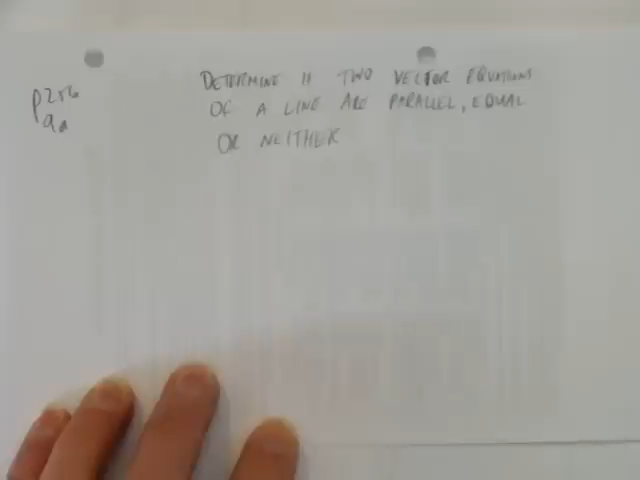 p256
9a
DETERMINE IF TWO VECTOR EQUATIONS
OF A LINE ARE PARALLEL, EQUAL
OR NEITHER